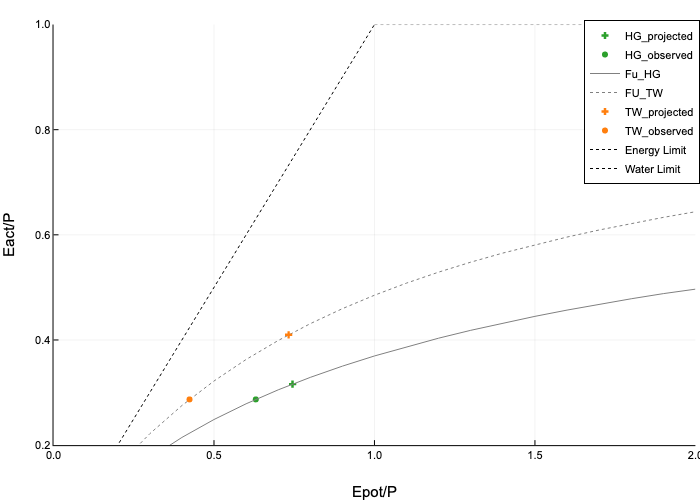 1.0
0.8
0.6
0.4
0.2
Eact/P
0.0
0.5
1.0
1.5
2.0
Epot/P
HG_projected
HG_observed
Fu_HG
FU_TW
TW_projected
TW_observed
Energy Limit
Water Limit